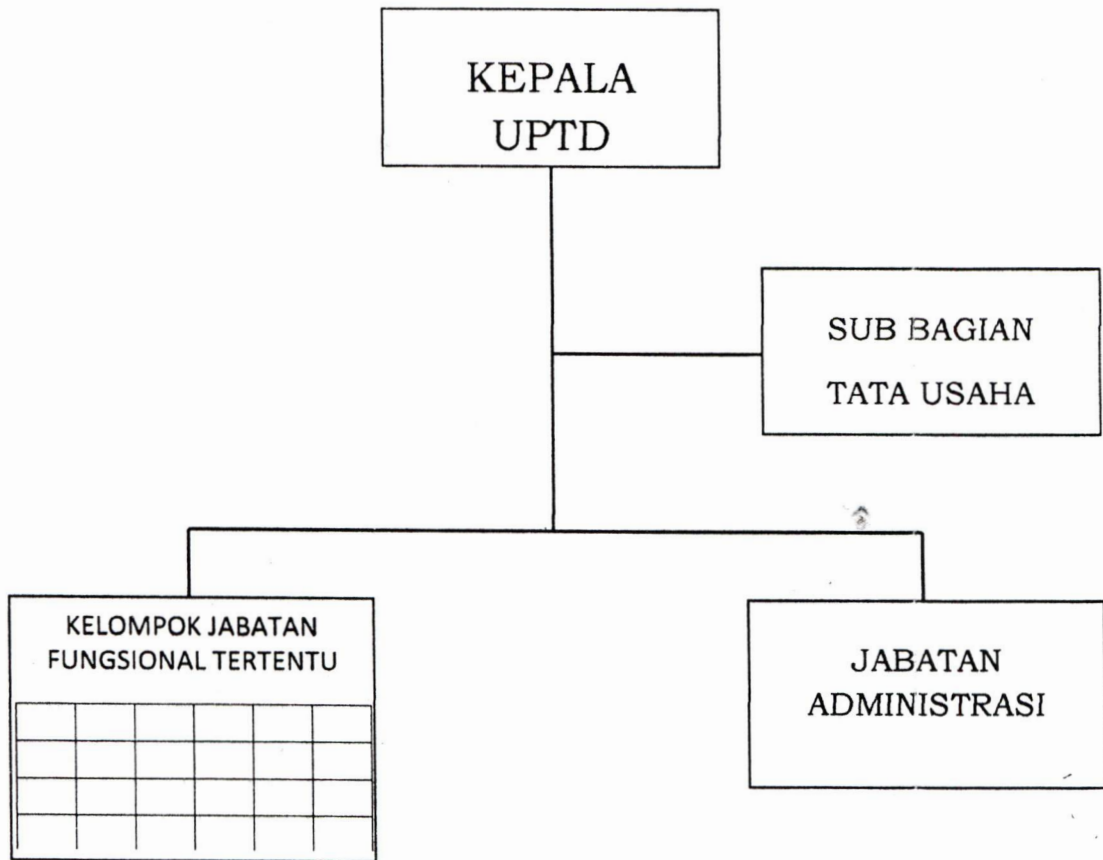 KEPALA
UPTD
SUB BAGIAN
TATA USAHA
KELOMPOK JABATAN
FUNGSIONAL TERTENTU
JABATAN
ADMINISTRASI